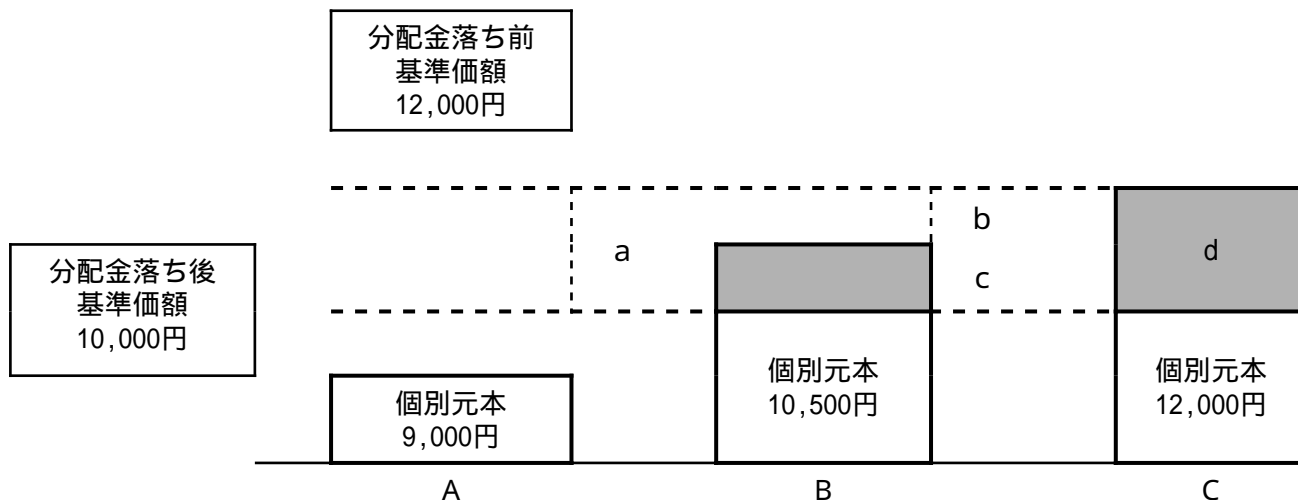 分配金落ち前
基準価額
12,000円
分配金落ち後
基準価額
10,000円
a
b
c
d
個別元本
9,000円
個別元本
10,500円
個別元本
12,000円
A
B
C